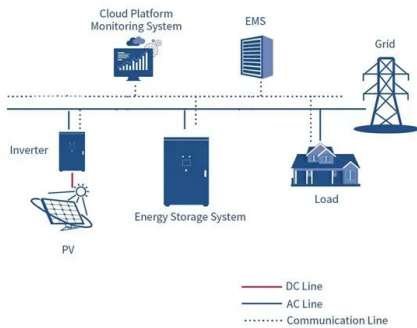 Cloud Platform
Monitoring System
EMS
Grid
Inverter
Energy Storage System
Load
PV
DC Line
AC Line
Communication Line